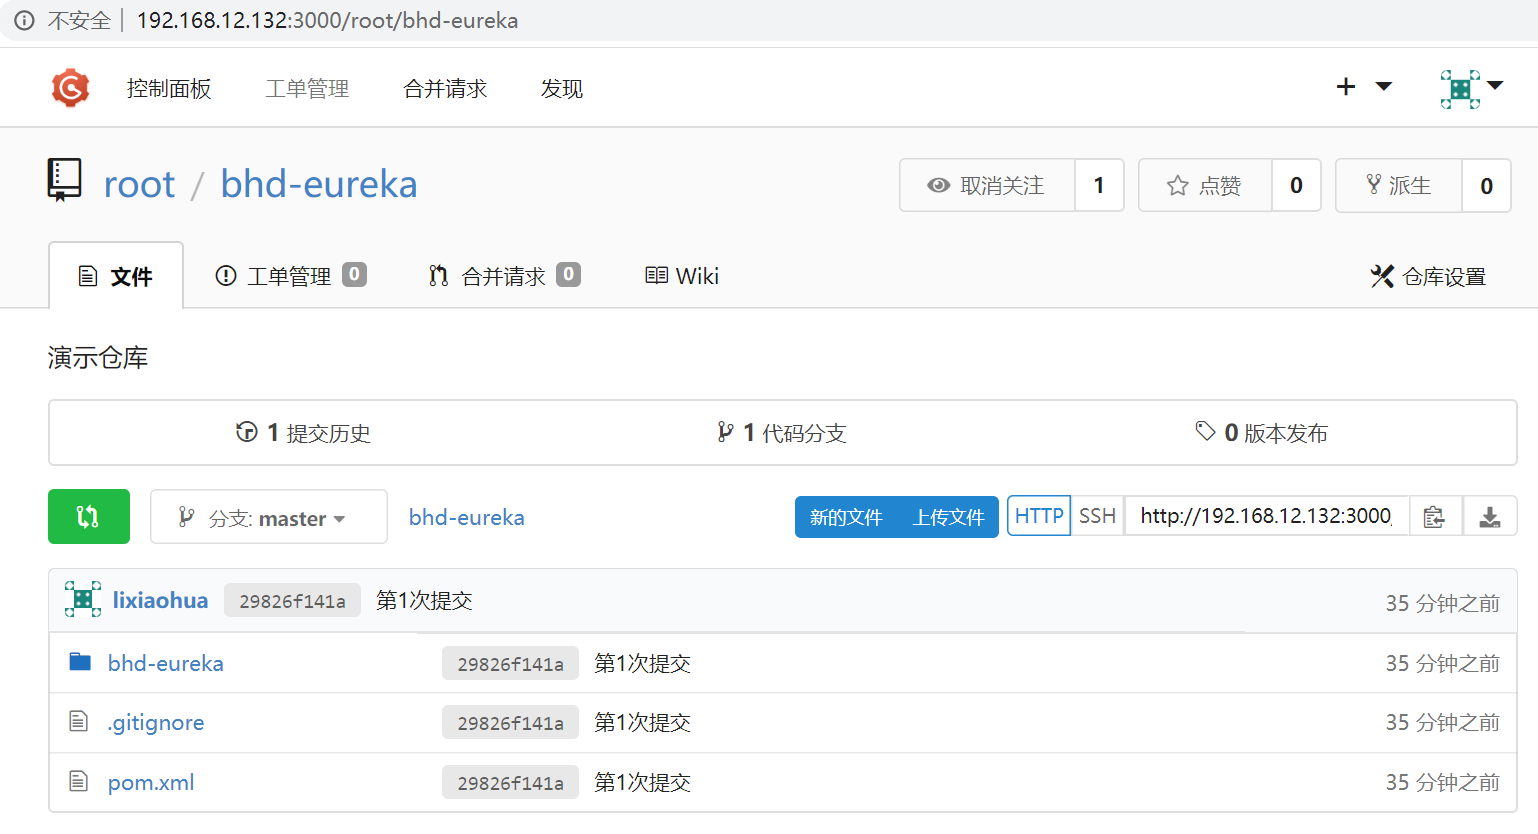 不安全 192.168.12.132:3000/root/bhd-eureka
控制面板 工单管理 合并请求 发现
root / bhd-eureka 取消关注 1 点赞 0 派生 0
文件 工单管理 0 合并请求 0 Wiki 仓库设置
演示仓库
1 提交历史 1 代码分支 0 版本发布
分支: master bhd-eureka 新的文件 上传文件 HTTP SSH http://192.168.12.132:3000
lixiaohua 29826f141a 第1次提交 35 分钟之前
bhd-eureka 29826f141a 第1次提交 35 分钟之前
.gitignore 29826f141a 第1次提交 35 分钟之前
pom.xml 29826f141a 第1次提交 35 分钟之前